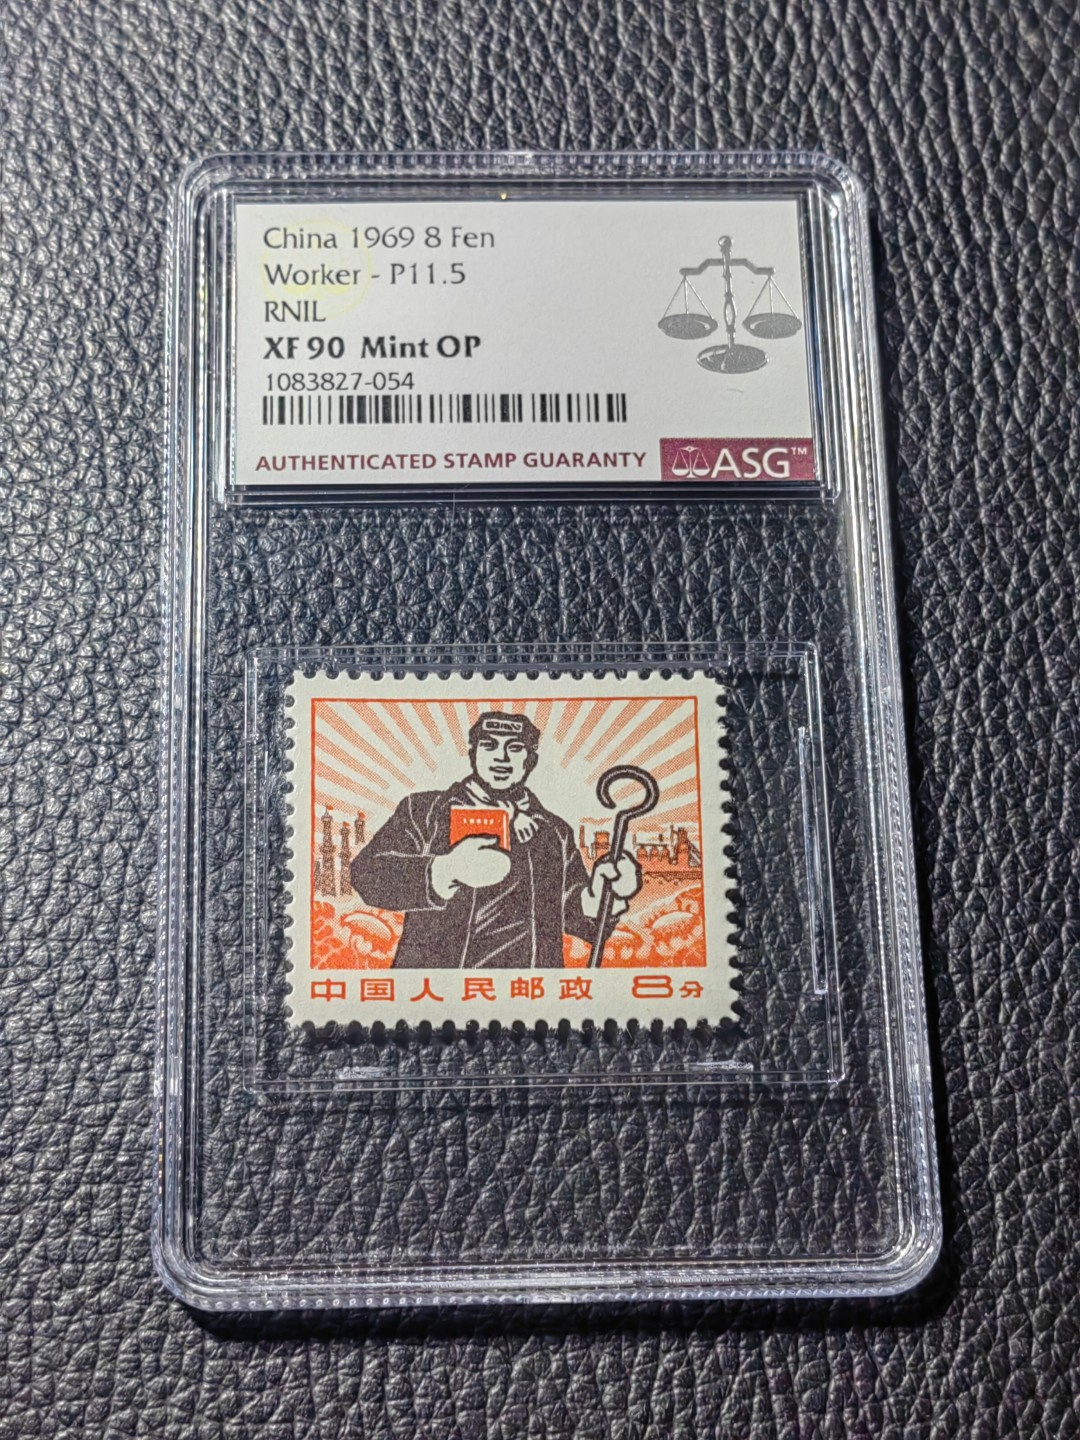 China 1969 8 Fen
Worker - P11.5
RNIL
XF 90 Mint OP
1083827-054
AUTHENTICATED STAMP GUARANTY
ASG™
中国人民邮政 8分